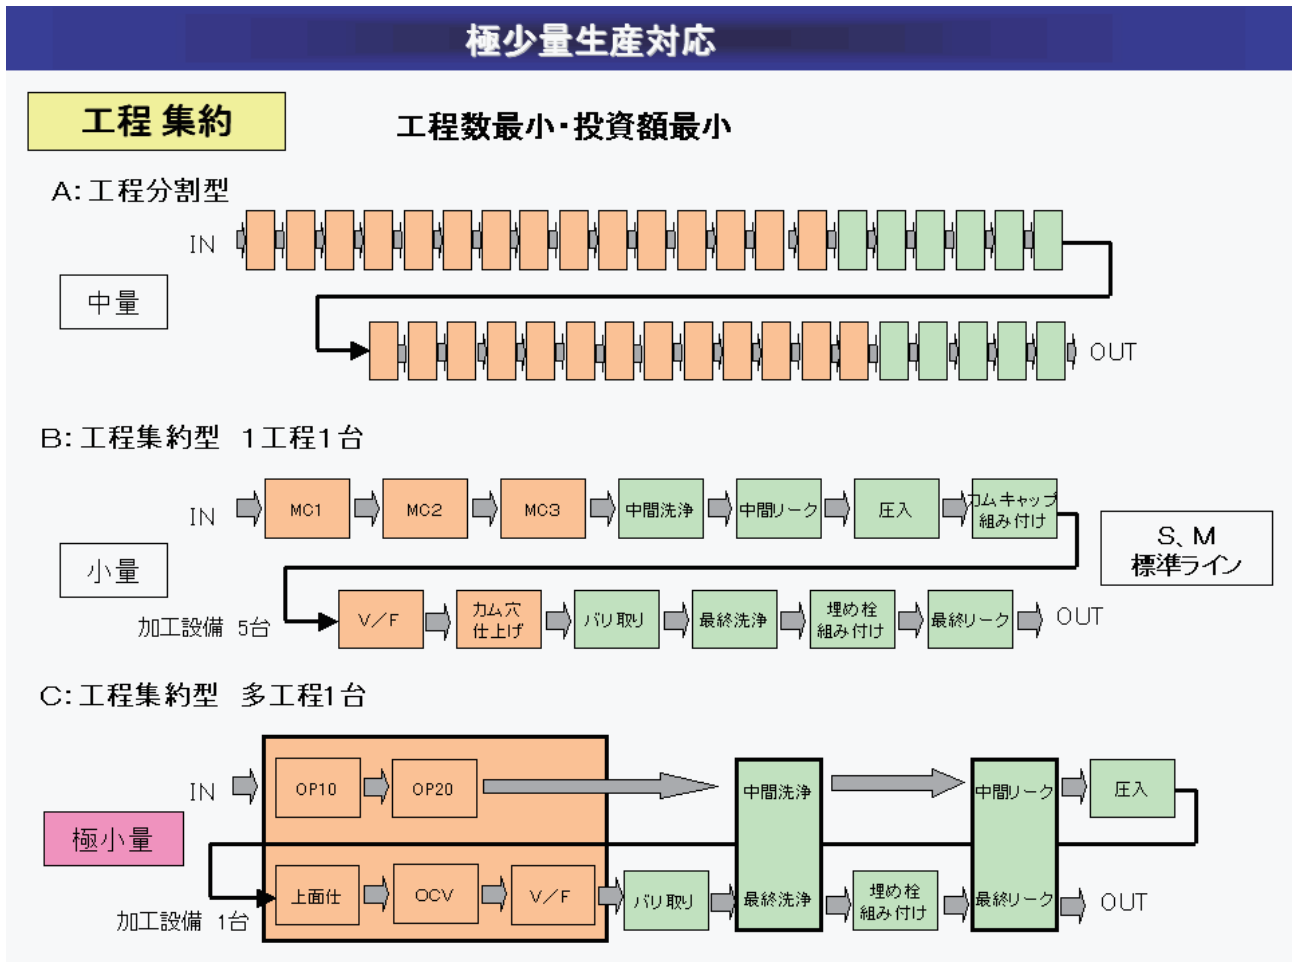 極少量生産対応
工程 集約
工程数最小・投資額最小
A：工程分割型
IN
中量
OUT
B：工程集約型　１工程1台
IN
MC1
MC2
MC3
中間洗浄
中間リーク
圧入
カムキャップ
組み付け
S、M
標準ライン
小量
加工設備 5台
V／F
カム穴
仕上げ
バリ取り
最終洗浄
埋め栓
組み付け
最終リーク
OUT
C：工程集約型　多工程1台
IN
OP10
OP20
中間洗浄
中間リーク
圧入
極小量
加工設備 1台
上面仕
OCV
V／F
バリ取り
最終洗浄
埋め栓
組み付け
最終リーク
OUT